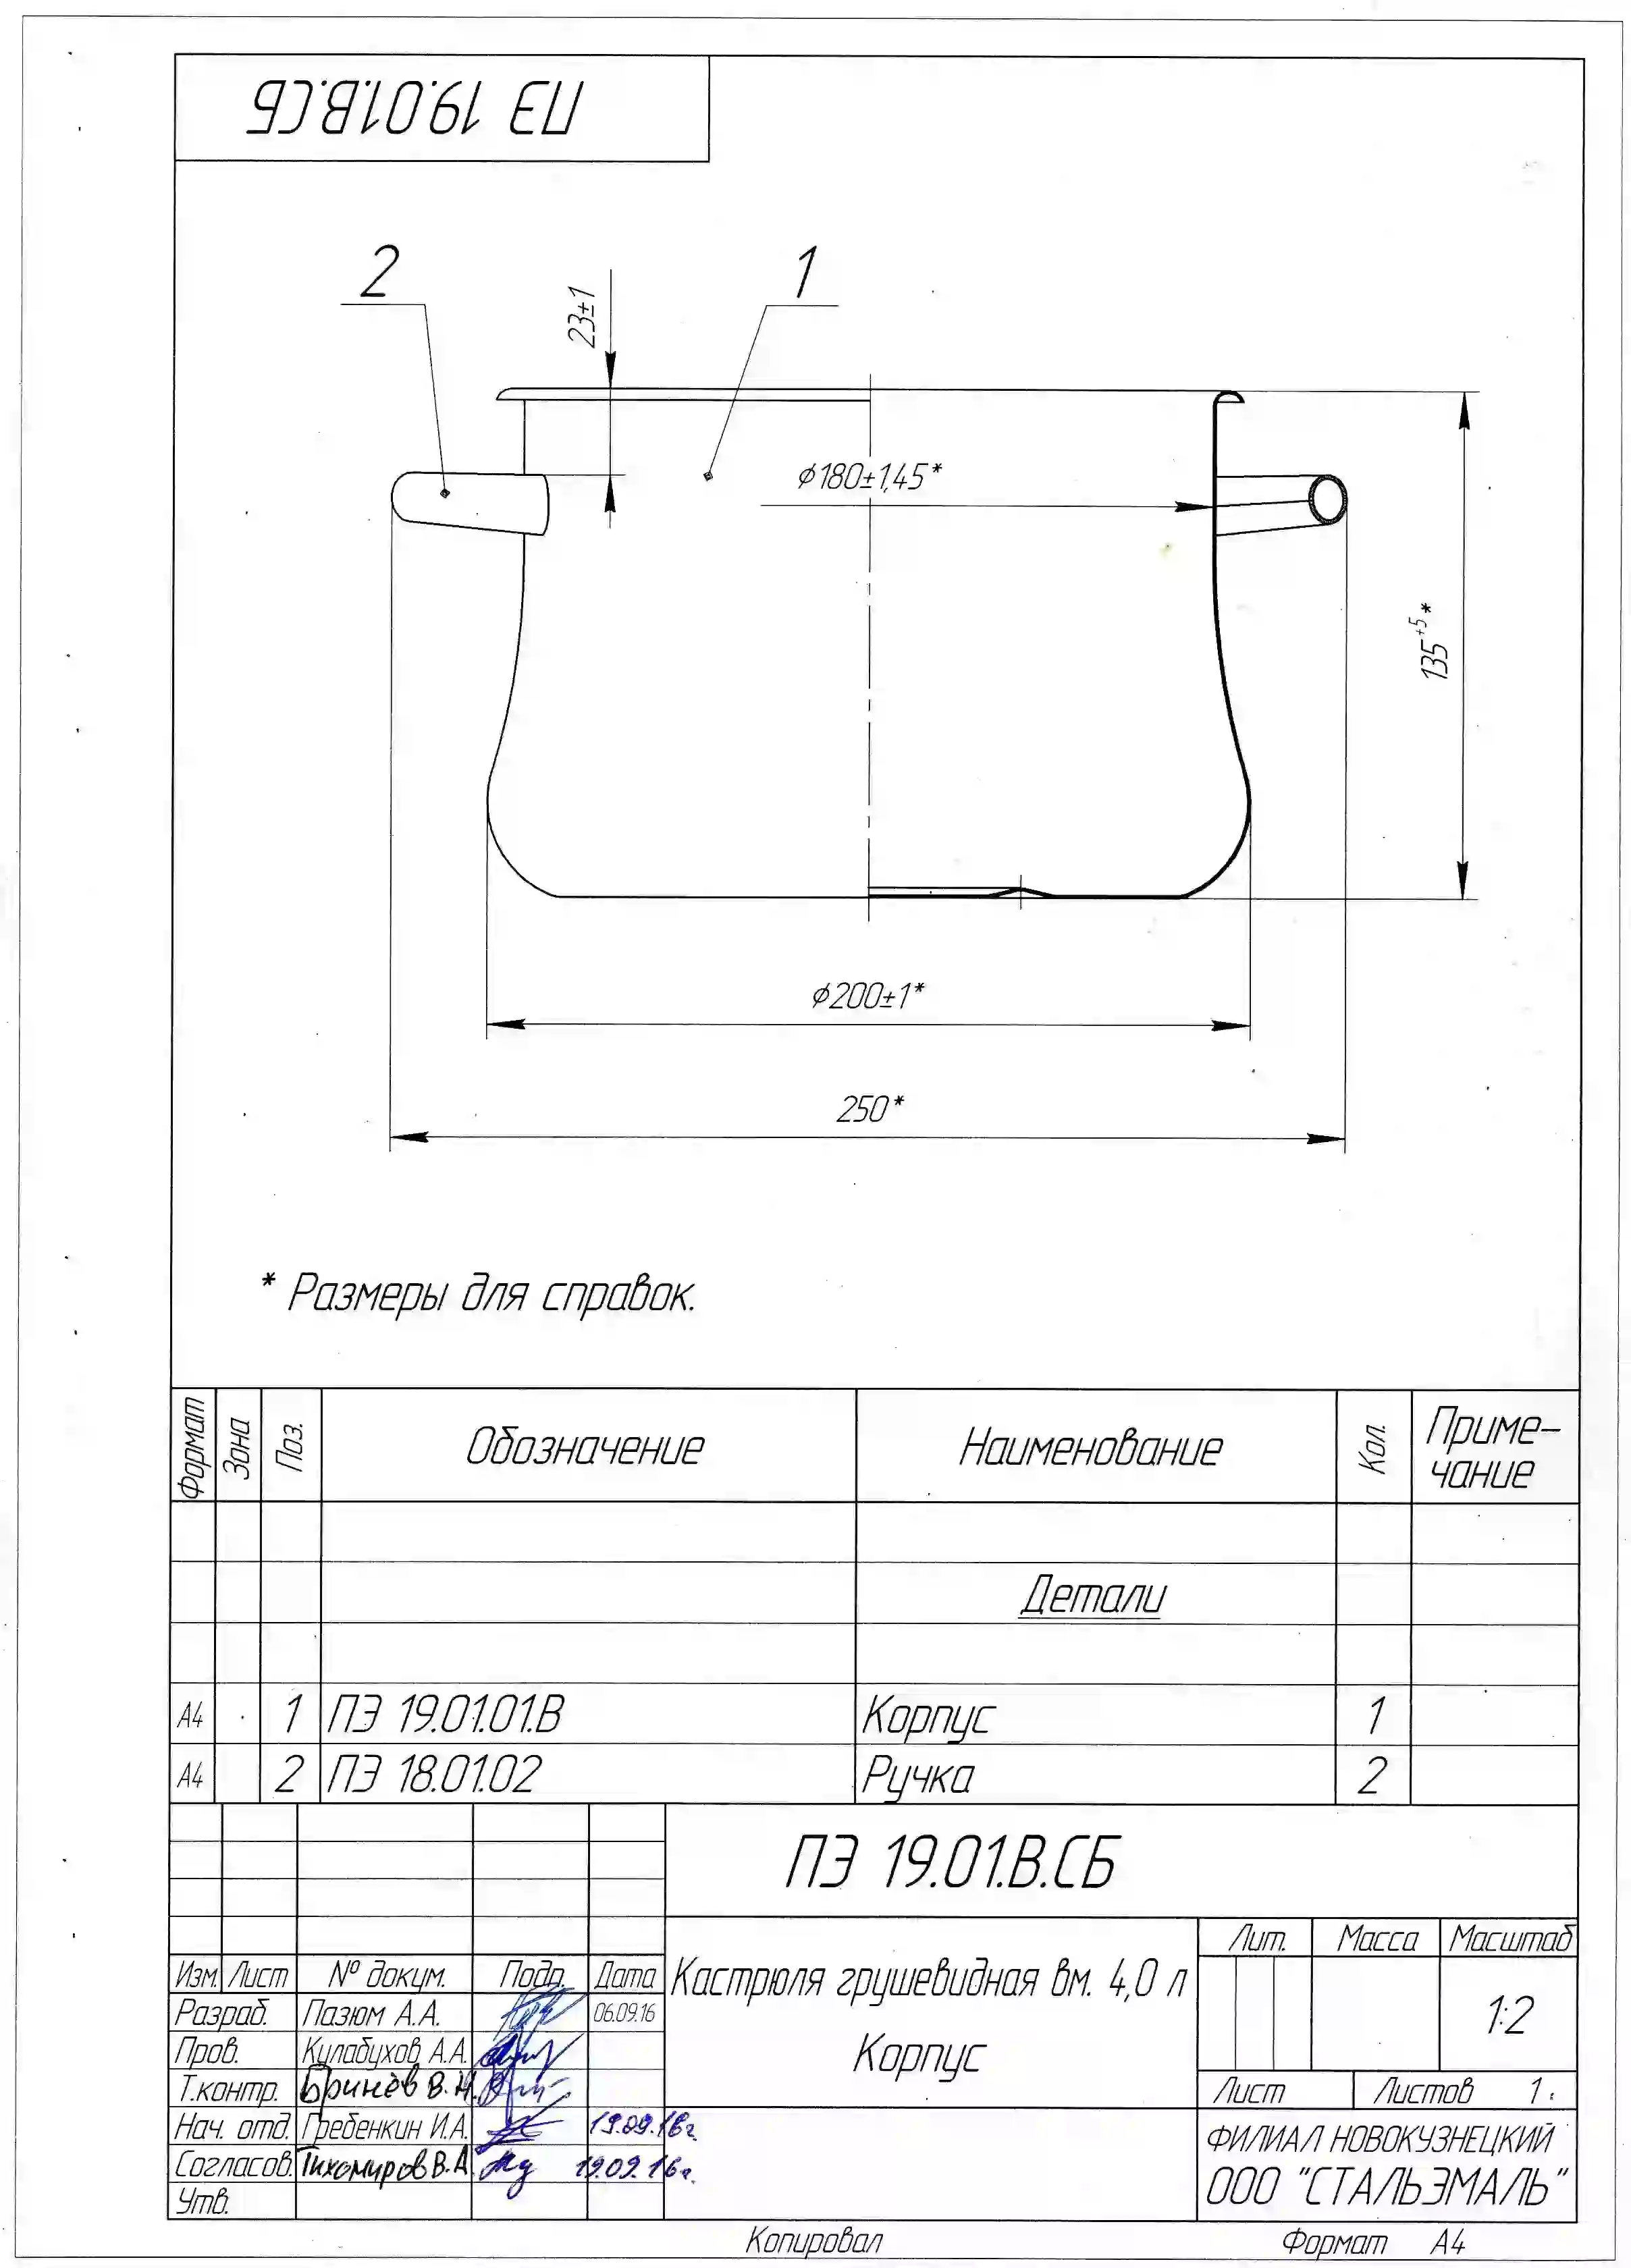 ПЭ 19.01.В.СБ
2
1
23±1
⌀180±1,45*
135⁺⁵*
⌀200±1*
250*
* Размеры для справок.
Формат Зона Поз. Обозначение Наименование Кол. Приме-
чание
Детали
А4 1 ПЭ 19.01.01.В Корпус 1
А4 2 ПЭ 18.01.02 Ручка 2
ПЭ 19.01.В.СБ
Изм. Лист № докум. Подп. Дата
Разраб. Пазюм А.А. 06.09.16
Пров. Кулабухов А.А.
Т.контр. Бринёв В.Н.
Нач. отд. Гребенкин И.А. 19.09.16г.
Согласов. Тихомиров В.А. 19.09.16г.
Утв.
Кастрюля грушевидная вм. 4,0 л
Корпус
Лит. Масса Масштаб
1:2
Лист Листов 1
ФИЛИАЛ НОВОКУЗНЕЦКИЙ
ООО "СТАЛЬЭМАЛЬ"
Копировал Формат А4